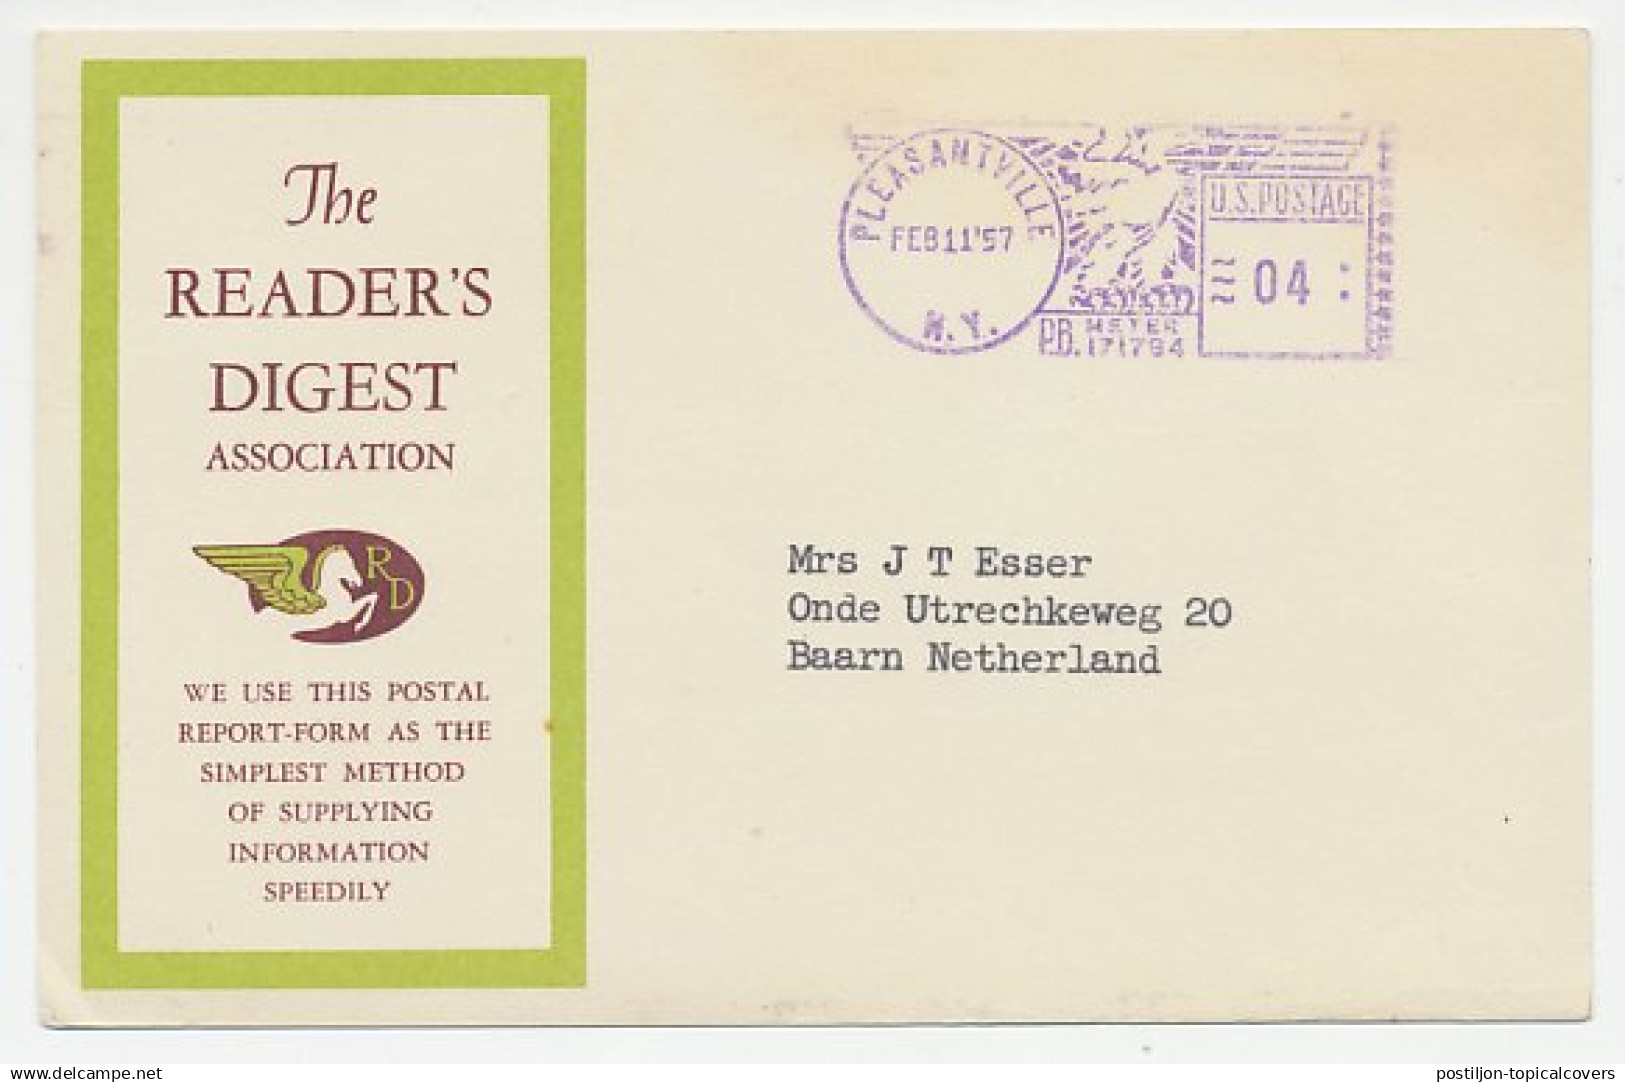 The
READER'S
DIGEST
ASSOCIATION
RD
WE USE THIS POSTAL
REPORT-FORM AS THE
SIMPLEST METHOD
OF SUPPLYING
INFORMATION
SPEEDILY
PLEASANTVILLE
FEB 11 '57
N.Y.
P.B. METER
171794
U.S. POSTAGE
04
Mrs J T Esser
Onde Utrechkeweg 20
Baarn Netherland
delcampe.net
postiljon-topicalcovers